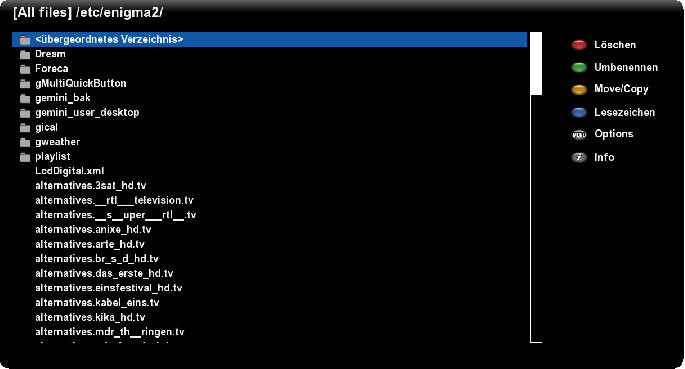 [All files] /etc/enigma2/
<übergeordnetes Verzeichnis>
Dream
Foreca
gMultiQuickButton
gemini_bak
gemini_user_desktop
gical
gweather
playlist
LcdDigital.xml
alternatives.3sat_hd.tv
alternatives.__rtl___television.tv
alternatives.__s__uper___rtl__.tv
alternatives.anixe_hd.tv
alternatives.arte_hd.tv
alternatives.br_s_d_hd.tv
alternatives.das_erste_hd.tv
alternatives.einsfestival_hd.tv
alternatives.kabel_eins.tv
alternatives.kika_hd.tv
alternatives.mdr_th__ringen.tv
Löschen
Umbenennen
Move/Copy
Lesezeichen
MENU Options
i Info